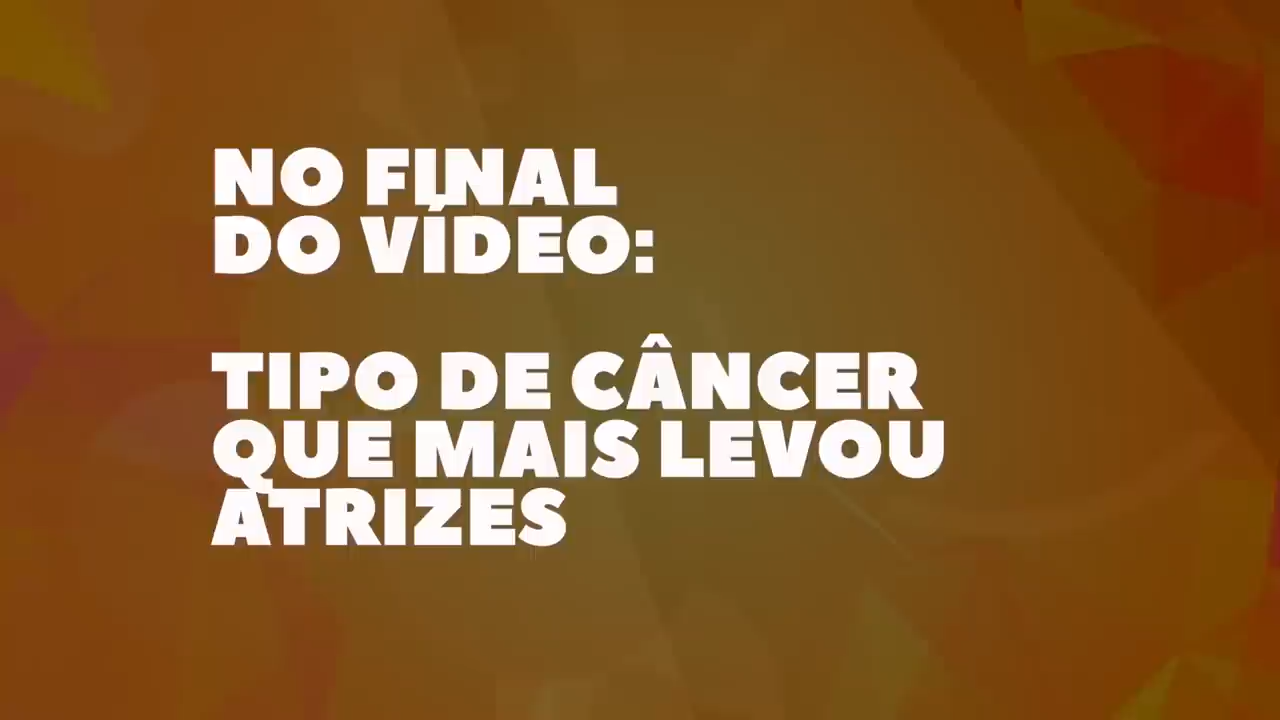 NO FINAL
DO VÍDEO:
TIPO DE CÂNCER
QUE MAIS LEVOU
ATRIZES